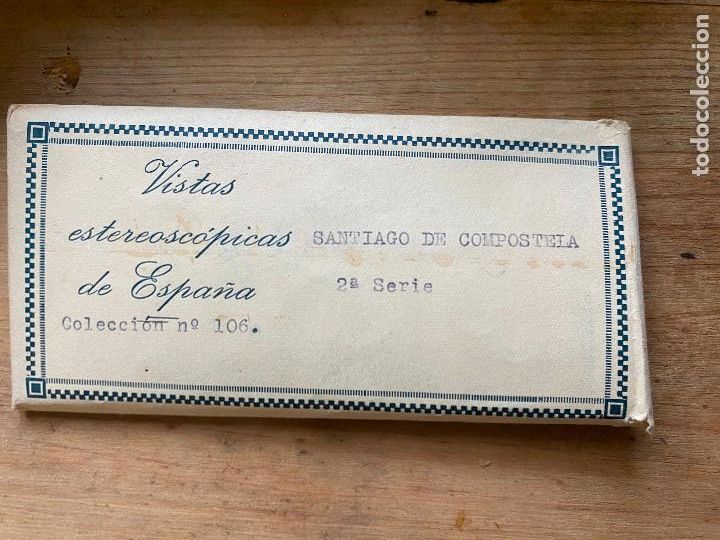 Vistas
estereoscópicas
de España
Colección nº 106.
SANTIAGO DE COMPOSTELA
2ª Serie
todocoleccion